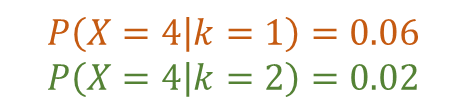 P(X = 4|k = 1) = 0.06
P(X = 4|k = 2) = 0.02